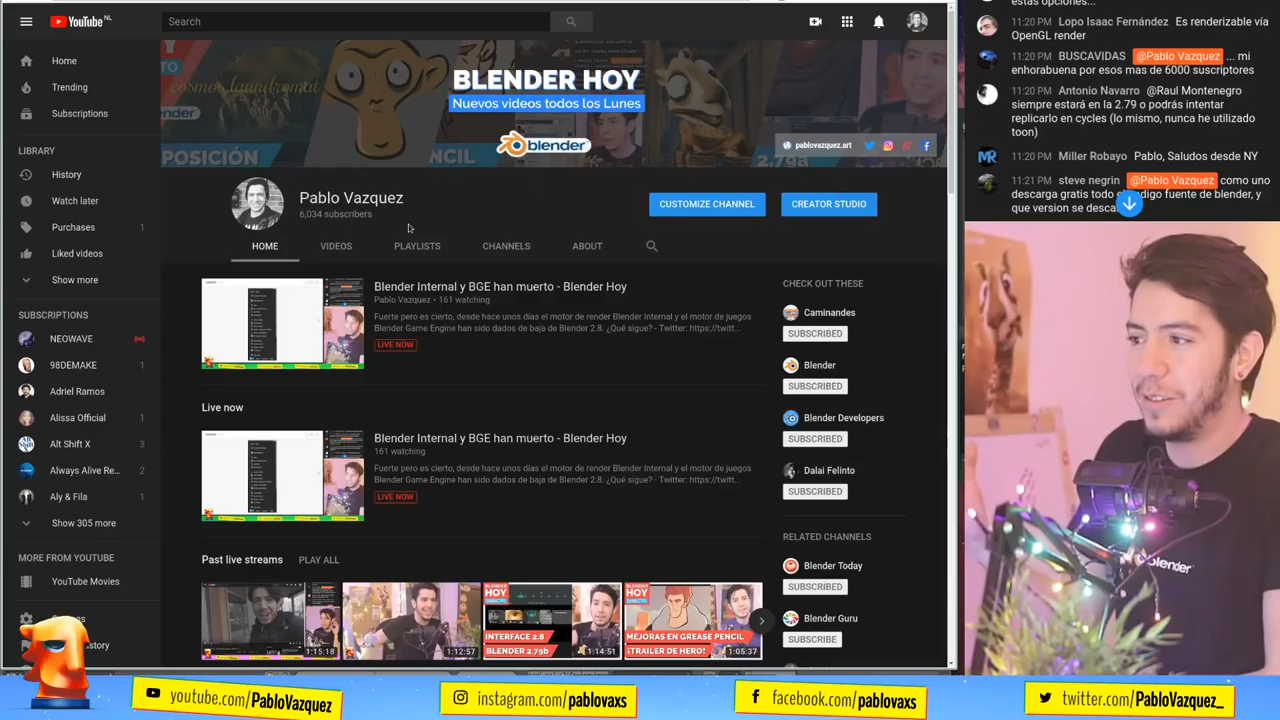 YouTube NL
Search
Home
Trending
Subscriptions
LIBRARY
History
Watch later
Purchases 1
Liked videos
Show more
SUBSCRIPTIONS
NEOWAVE
98DEMAKE 1
Adriel Ramos
Alissa Official 1
Alt Shift X 3
Always Alive Re... 2
Aly & Fila 1
Show 305 more
MORE FROM YOUTUBE
YouTube Movies
BLENDER HOY
Nuevos videos todos los Lunes
blender
cosmos laundromat
POSICIÓN
2.79a
pablovazquez.art
Pablo Vazquez
6,034 subscribers
CUSTOMIZE CHANNEL
CREATOR STUDIO
HOME VIDEOS PLAYLISTS CHANNELS ABOUT
Blender Internal y BGE han muerto - Blender Hoy
Pablo Vazquez • 161 watching
Fuerte pero es cierto, desde hace unos días el motor de render Blender Internal y el motor de juegos
Blender Game Engine han sido dados de baja de Blender 2.8. ¿Qué sigue? - Twitter: https://twitt...
LIVE NOW
Live now
Blender Internal y BGE han muerto - Blender Hoy
161 watching
Fuerte pero es cierto, desde hace unos días el motor de render Blender Internal y el motor de juegos
Blender Game Engine han sido dados de baja de Blender 2.8. ¿Qué sigue? - Twitter: https://twitt...
LIVE NOW
Past live streams PLAY ALL
1:15:18
1:12:57
BLENDER
HOY
DIRECTO
INTERFACE 2.8
BLENDER 2.79b
1:14:51
BLENDER
HOY
DIRECTO
MEJORAS EN GREASE PENCIL
¡TRAILER DE HERO!
1:05:37
CHECK OUT THESE
Caminandes
SUBSCRIBED
Blender
SUBSCRIBED
Blender Developers
SUBSCRIBED
Dalai Felinto
SUBSCRIBED
RELATED CHANNELS
Blender Today
SUBSCRIBED
Blender Guru
SUBSCRIBE
estas opciones...
11:20 PM Lopo Isaac Fernández Es renderizable vía
OpenGL render
11:20 PM BUSCAVIDAS @Pablo Vazquez ... mi
enhorabuena por esos mas de 6000 suscriptores
11:20 PM Antonio Navarro @Raul Montenegro
siempre estará en la 2.79 o podrás intentar
replicarlo en cycles (lo mismo, nunca he utilizado
toon)
11:20 PM Miller Robayo Pablo, Saludos desde NY
11:21 PM steve negrin @Pablo Vazquez como uno
descarga gratis todo el código fuente de blender, y
que version se desca
blender
youtube.com/PabloVazquez
instagram.com/pablovaxs
facebook.com/pablovaxs
twitter.com/PabloVazquez_